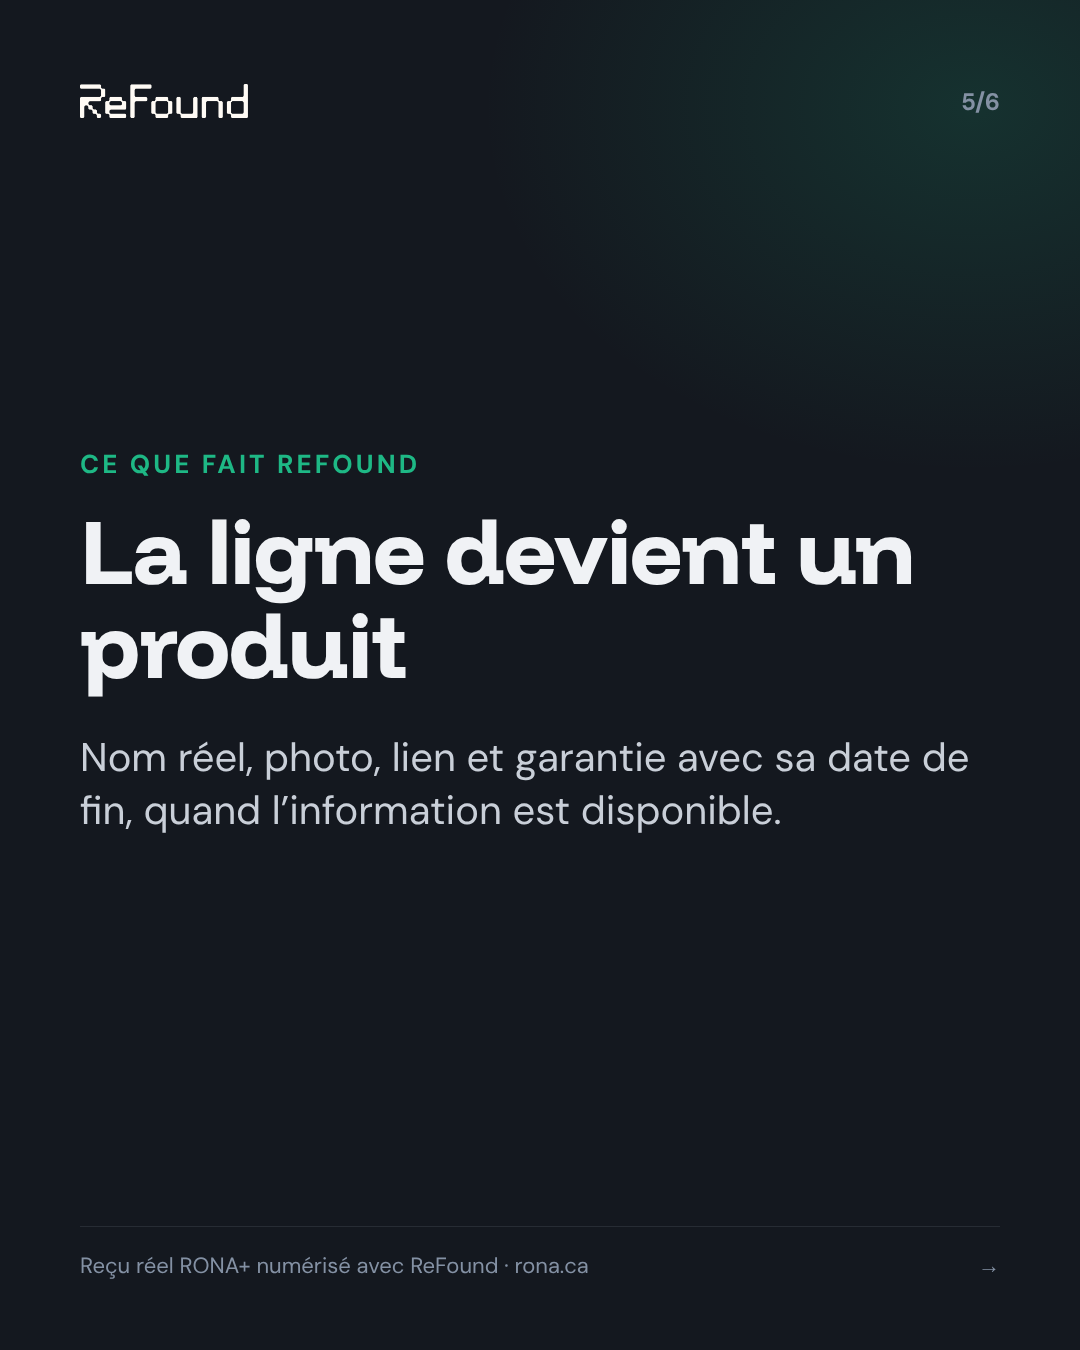 ReFound
5/6
CE QUE FAIT REFOUND
La ligne devient un
produit
Nom réel, photo, lien et garantie avec sa date de
fin, quand l’information est disponible.
Reçu réel RONA+ numérisé avec ReFound · rona.ca
→